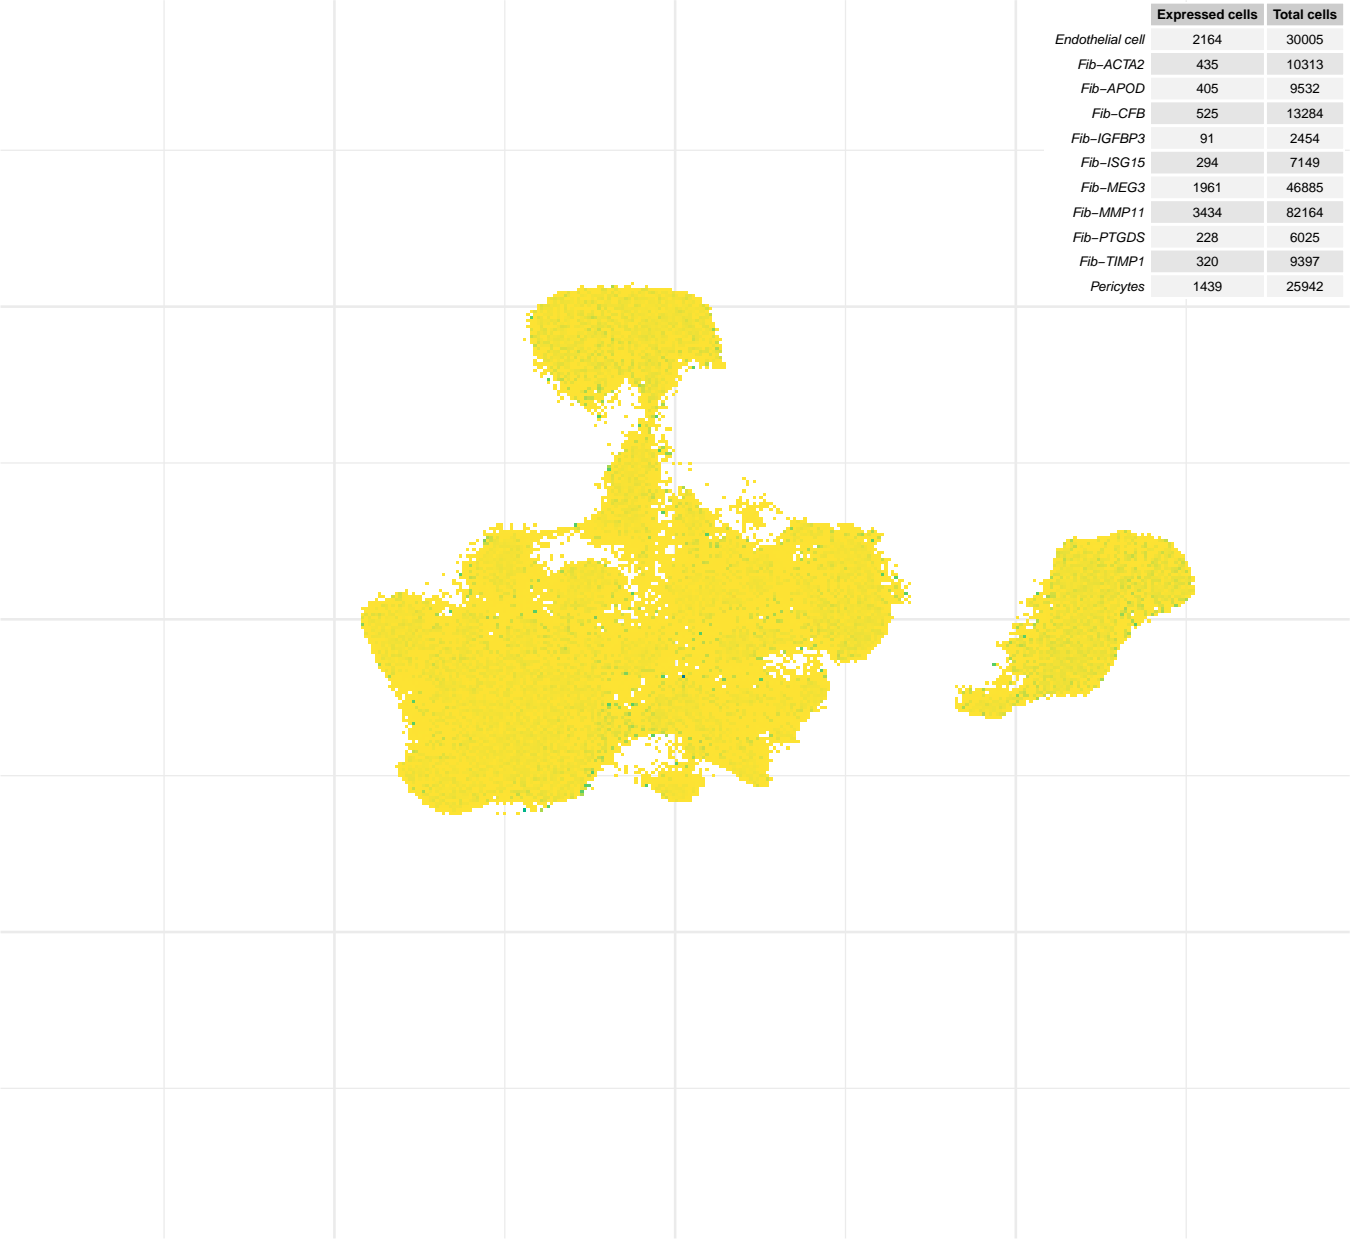 Expressed cells Total cells
Endothelial cell 2164 30005
Fib−ACTA2 435 10313
Fib−APOD 405 9532
Fib−CFB 525 13284
Fib−IGFBP3 91 2454
Fib−ISG15 294 7149
Fib−MEG3 1961 46885
Fib−MMP11 3434 82164
Fib−PTGDS 228 6025
Fib−TIMP1 320 9397
Pericytes 1439 25942